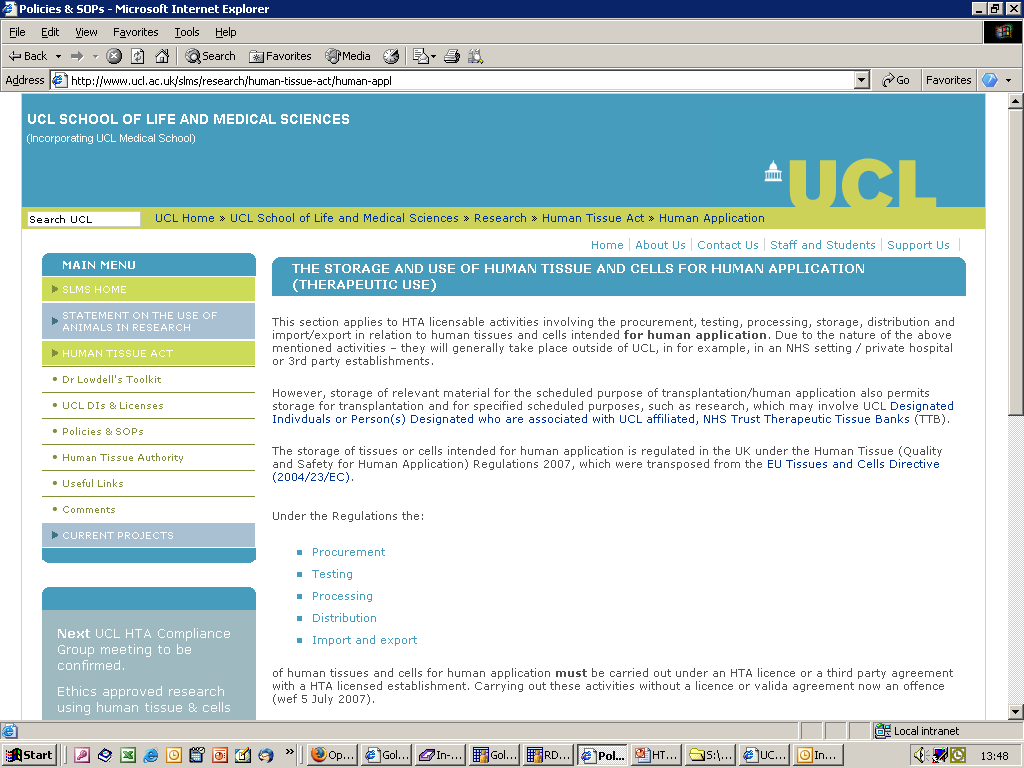 Policies & SOPs - Microsoft Internet Explorer
File Edit View Favorites Tools Help
Back Search Favorites Media
Address http://www.ucl.ac.uk/slms/research/human-tissue-act/human-appl Go Favorites
UCL SCHOOL OF LIFE AND MEDICAL SCIENCES
(Incorporating UCL Medical School)
UCL
Search UCL UCL Home » UCL School of Life and Medical Sciences » Research » Human Tissue Act » Human Application
Home About Us Contact Us Staff and Students Support Us
MAIN MENU
SLMS HOME
STATEMENT ON THE USE OF
ANIMALS IN RESEARCH
HUMAN TISSUE ACT
• Dr Lowdell's Toolkit
• UCL DIs & Licenses
• Policies & SOPs
• Human Tissue Authority
• Useful Links
• Comments
CURRENT PROJECTS
Next UCL HTA Compliance
Group meeting to be
confirmed.
Ethics approved research
using human tissue & cells
THE STORAGE AND USE OF HUMAN TISSUE AND CELLS FOR HUMAN APPLICATION
(THERAPEUTIC USE)
This section applies to HTA licensable activities involving the procurement, testing, processing, storage, distribution and
import/export in relation to human tissues and cells intended for human application. Due to the nature of the above
mentioned activities – they will generally take place outside of UCL, in for example, in an NHS setting / private hospital
or 3rd party establishments.
However, storage of relevant material for the scheduled purpose of transplantation/human application also permits
storage for transplantation and for specified scheduled purposes, such as research, which may involve UCL Designated
Indivduals or Person(s) Designated who are associated with UCL affiliated, NHS Trust Therapeutic Tissue Banks (TTB).
The storage of tissues or cells intended for human application is regulated in the UK under the Human Tissue (Quality
and Safety for Human Application) Regulations 2007, which were transposed from the EU Tissues and Cells Directive
(2004/23/EC).
Under the Regulations the:
Procurement
Testing
Processing
Distribution
Import and export
of human tissues and cells for human application must be carried out under an HTA licence or a third party agreement
with a HTA licensed establishment. Carrying out these activities without a licence or valida agreement now an offence
(wef 5 July 2007).
Local intranet
Start » Op... Gol... In-... Gol... RD... Pol... HT... S:\... UC... In... 13:48